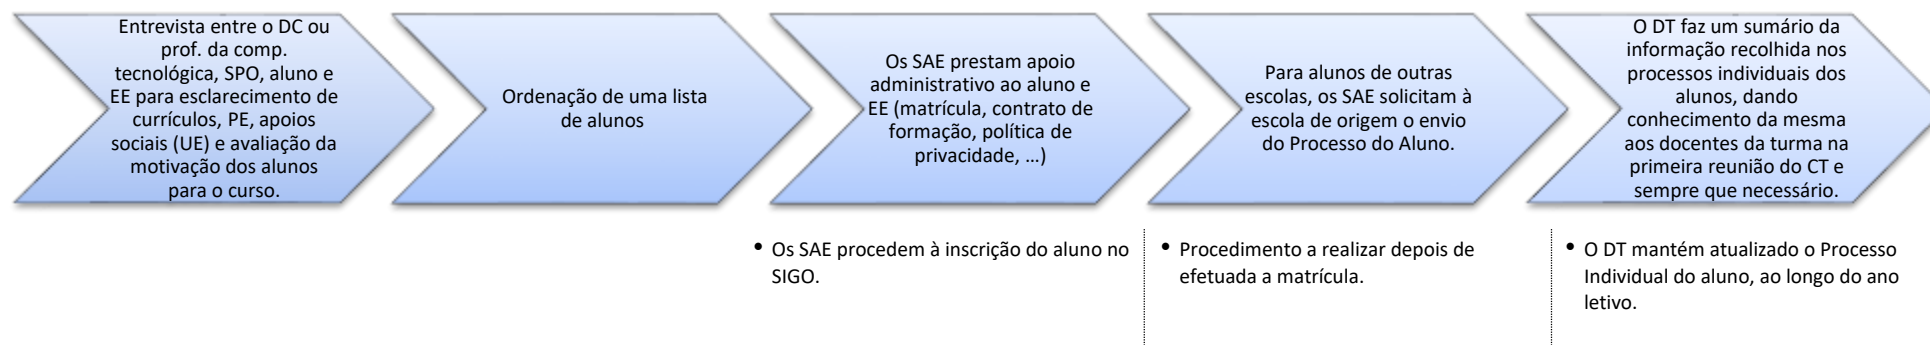 Entrevista entre o DC ou
prof. da comp.
tecnológica, SPO, aluno e
EE para esclarecimento de
currículos, PE, apoios
sociais (UE) e avaliação da
motivação dos alunos
para o curso.
Ordenação de uma lista
de alunos
Os SAE prestam apoio
administrativo ao aluno e
EE (matrícula, contrato de
formação, política de
privacidade, ...)
Para alunos de outras
escolas, os SAE solicitam à
escola de origem o envio
do Processo do Aluno.
O DT faz um sumário da
informação recolhida nos
processos individuais dos
alunos, dando
conhecimento da mesma
aos docentes da turma na
primeira reunião do CT e
sempre que necessário.
• Os SAE procedem à inscrição do aluno no
SIGO.
• Procedimento a realizar depois de
efetuada a matrícula.
• O DT mantém atualizado o Processo
Individual do aluno, ao longo do ano
letivo.